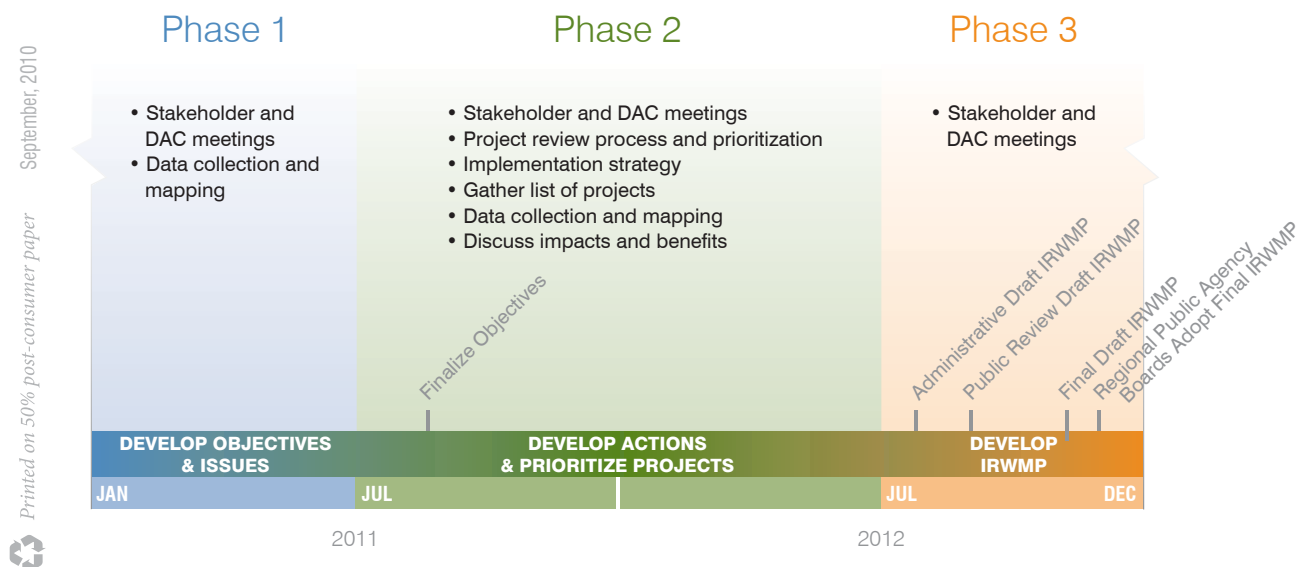 Phase 1
Phase 2
Phase 3
• Stakeholder and
DAC meetings
• Data collection and
mapping
• Stakeholder and DAC meetings
• Project review process and prioritization
• Implementation strategy
• Gather list of projects
• Data collection and mapping
• Discuss impacts and benefits
• Stakeholder and
DAC meetings
Finalize Objectives
Administrative Draft IRWMP
Public Review Draft IRWMP
Final Draft IRWMP
Regional Public Agency
Boards Adopt Final IRWMP
DEVELOP OBJECTIVES
& ISSUES
DEVELOP ACTIONS
& PRIORITIZE PROJECTS
DEVELOP
IRWMP
JAN
JUL
JUL
DEC
2011
2012
Printed on 50% post-consumer paper
September, 2010